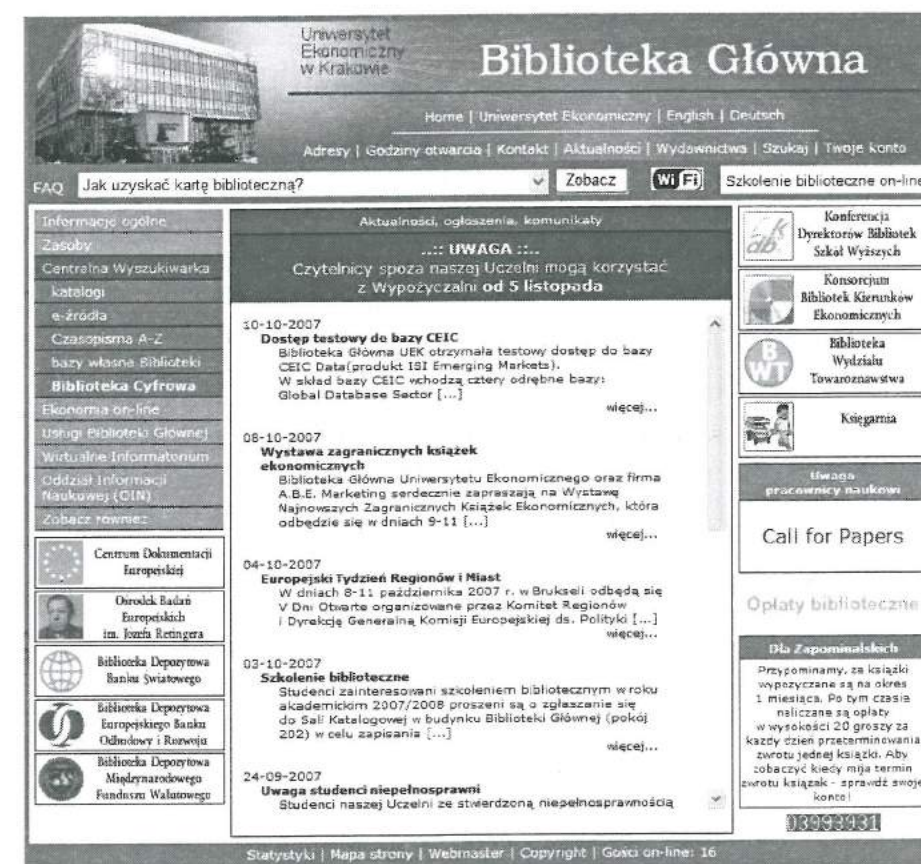 Uniwersytet
Ekonomiczny
w Krakowie
Biblioteka Główna
Home | Uniwersytet Ekonomiczny | English | Deutsch
Adresy | Godziny otwarcia | Kontakt | Aktualności | Wydawnictwa | Szukaj | Twoje konto
FAQ Jak uzyskać kartę biblioteczną? Zobacz Wi Fi Szkolenie biblioteczne on-line
Informacje ogólne
Zasoby
Centralna Wyszukiwarka
katalogi
e-źródła
Czasopisma A-Z
bazy własne Biblioteki
Biblioteka Cyfrowa
Ekonomia on-line
Usługi Biblioteki Głównej
Wirtualne Informatorium
Oddział Informacji
Naukowej (OIN)
Zobacz również
Centrum Dokumentacji
Europejskiej
Ośrodek Badań
Europejskich
im. Jozefa Retingera
Biblioteka Depozytowa
Banku Światowego
Biblioteka Depozytowa
Europejskiego Banku
Odbudowy i Rozwoju
Biblioteka Depozytowa
Międzynarodowego
Funduszu Walutowego
Aktualności, ogłoszenia, komunikaty
.:: UWAGA ::.
Czytelnicy spoza naszej Uczelni mogą korzystać
z Wypożyczalni od 5 listopada
10-10-2007
Dostęp testowy do bazy CEIC
Biblioteka Główna UEK otrzymała testowy dostęp do bazy
CEIC Data(produkt ISI Emerging Markets).
W skład bazy CEIC wchodzą cztery odrębne bazy:
Global Database Sector [...]
więcej...
08-10-2007
Wystawa zagranicznych książek
ekonomicznych
Biblioteka Główna Uniwersytetu Ekonomicznego oraz firma
A.B.E. Marketing serdecznie zapraszają na Wystawę
Najnowszych Zagranicznych Książek Ekonomicznych, która
odbędzie się w dniach 9-11 [...]
więcej...
04-10-2007
Europejski Tydzień Regionów i Miast
W dniach 8-11 października 2007 r. w Brukseli odbędą się
V Dni Otwarte organizowane przez Komitet Regionów
i Dyrekcję Generalną Komisji Europejskiej ds. Polityki [...]
więcej...
03-10-2007
Szkolenie biblioteczne
Studenci zainteresowani szkoleniem bibliotecznym w roku
akademickim 2007/2008 proszeni są o zgłaszanie się
do Sali Katalogowej w budynku Biblioteki Głównej (pokój
202) w celu zapisania [...]
więcej...
24-09-2007
Uwaga studenci niepełnosprawni
Studenci naszej Uczelni ze stwierdzoną niepełnosprawnością
kdb
Konferencja
Dyrektorów Bibliotek
Szkół Wyższych
Konsorcjum
Bibliotek Kierunków
Ekonomicznych
BWT
Biblioteka
Wydziału
Towaroznawstwa
Księgarnia
Uwaga
pracownicy naukowi
Call for Papers
Opłaty biblioteczne
Dla Zapominalskich
Przypominamy, że książki
wypożyczane są na okres
1 miesiąca. Po tym czasie
naliczane są opłaty
w wysokości 20 groszy za
każdy dzień przeterminowania
zwrotu jednej książki. Aby
zobaczyć kiedy mija termin
zwrotu książek - sprawdź swoje
konto!
03993931
Statystyki | Mapa strony | Webmaster | Copyright | Gości on-line: 16